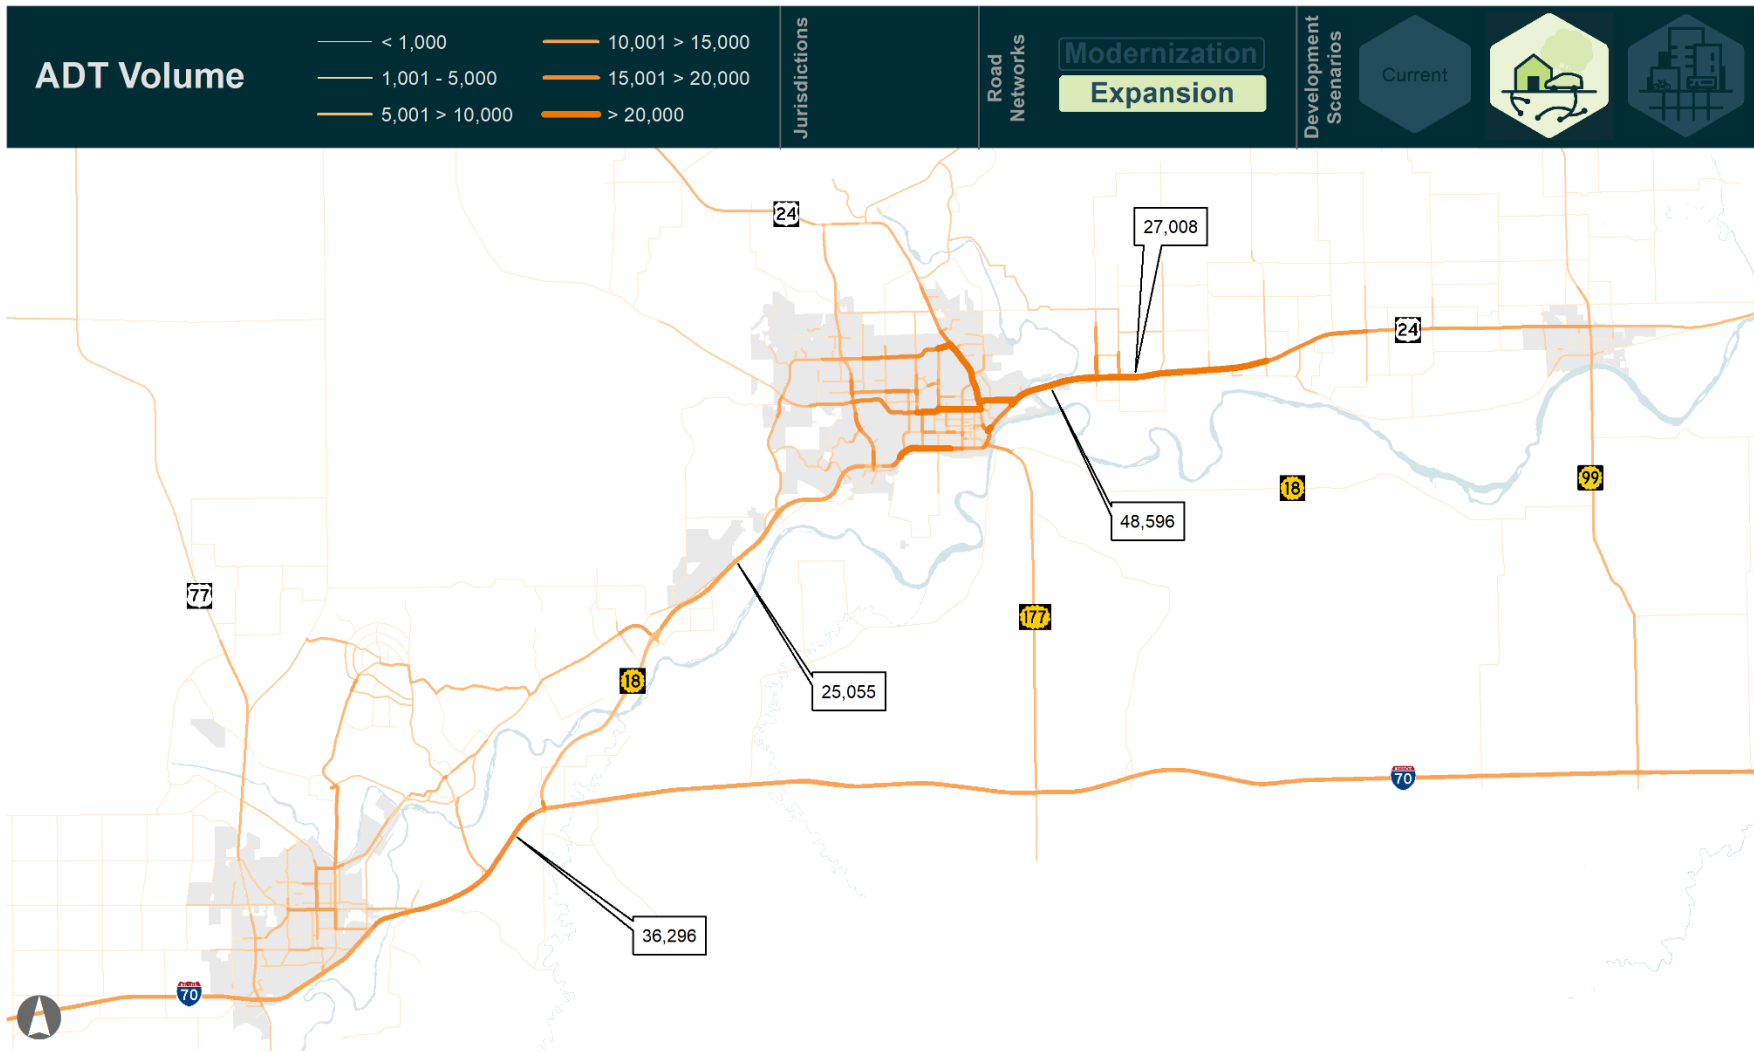 ADT Volume
< 1,000
1,001 - 5,000
5,001 > 10,000
10,001 > 15,000
15,001 > 20,000
> 20,000
Jurisdictions
Road
Networks
Modernization
Expansion
Development
Scenarios
Current
24
27,008
24
18
99
48,596
77
177
18
25,055
70
36,296
70